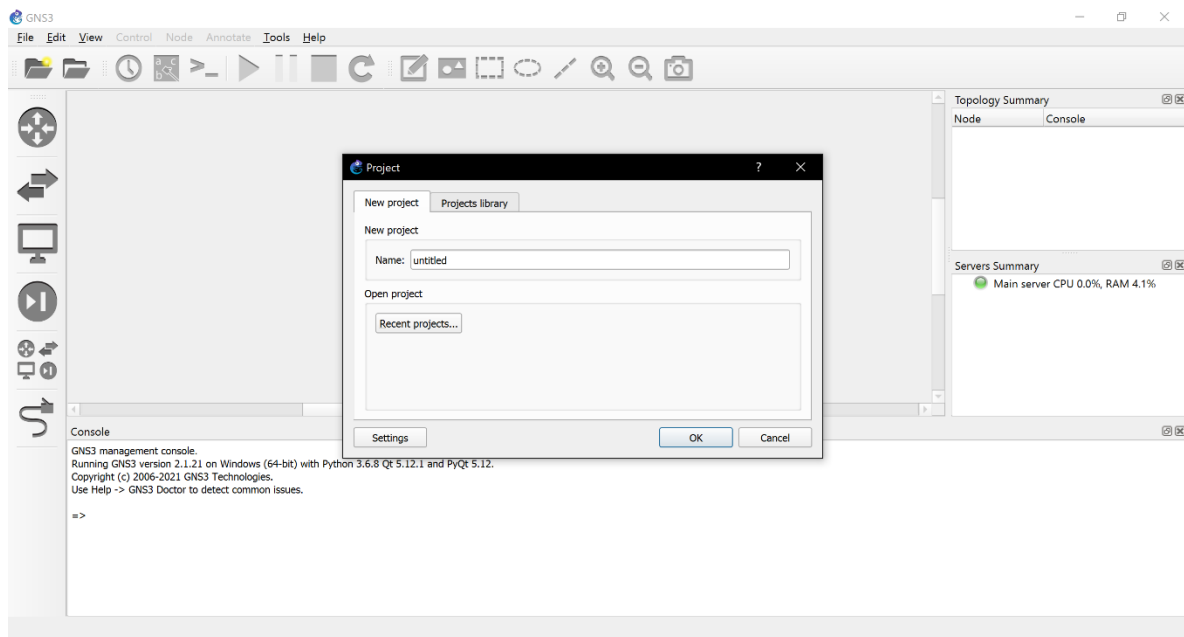 GNS3
File Edit View Control Node Annotate Tools Help
Topology Summary
Node Console
Project
New project Projects library
New project
Name: untitled
Open project
Recent projects...
Settings OK Cancel
Servers Summary
Main server CPU 0.0%, RAM 4.1%
Console
GNS3 management console.
Running GNS3 version 2.1.21 on Windows (64-bit) with Python 3.6.8 Qt 5.12.1 and PyQt 5.12.
Copyright (c) 2006-2021 GNS3 Technologies.
Use Help -> GNS3 Doctor to detect common issues.
=>